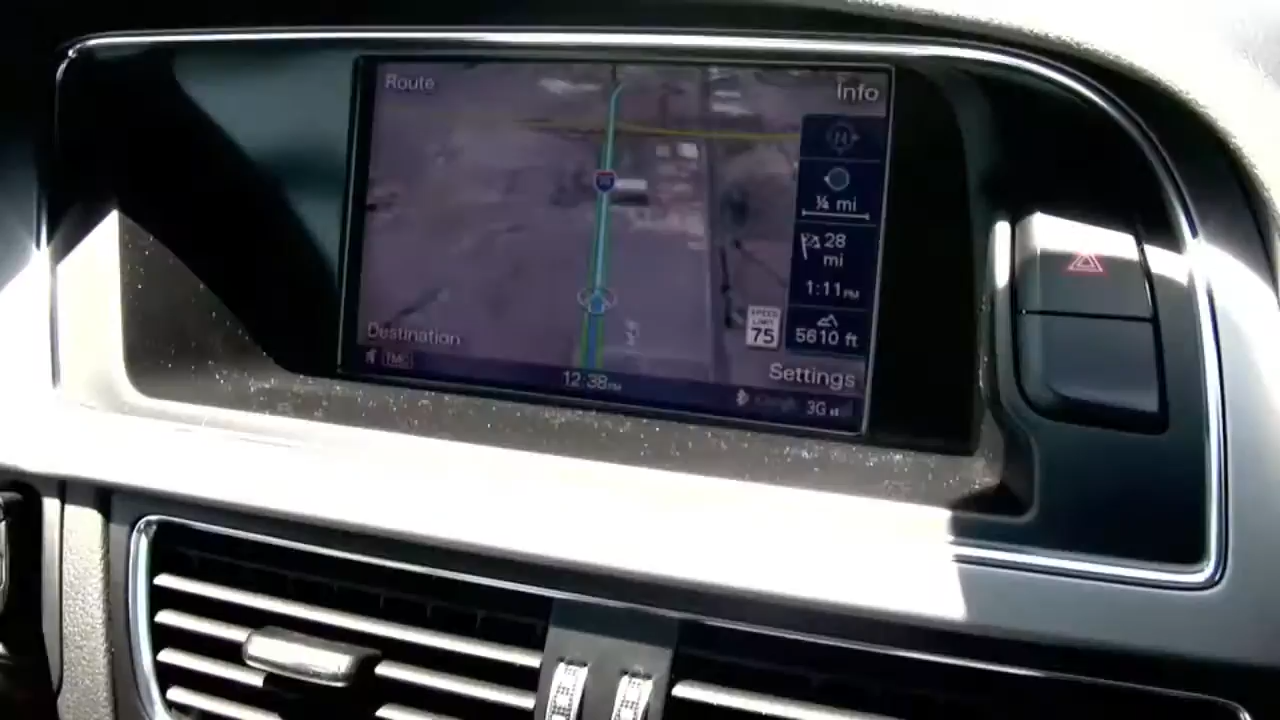 Route
Info
¼ mi
28
mi
1:11PM
SPEED
LIMIT
75
5610 ft
Destination
Settings
TMC
12:38PM
3G